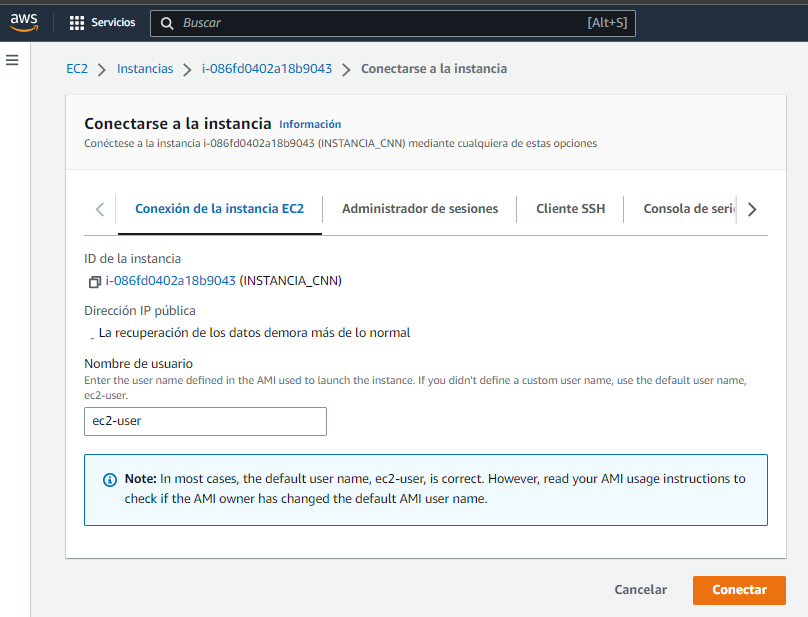 aws
Servicios
Buscar
[Alt+S]
EC2
Instancias
i-086fd0402a18b9043
Conectarse a la instancia
Conectarse a la instancia Información
Conéctese a la instancia i-086fd0402a18b9043 (INSTANCIA_CNN) mediante cualquiera de estas opciones
Conexión de la instancia EC2
Administrador de sesiones
Cliente SSH
Consola de seri
ID de la instancia
i-086fd0402a18b9043 (INSTANCIA_CNN)
Dirección IP pública
La recuperación de los datos demora más de lo normal
Nombre de usuario
Enter the user name defined in the AMI used to launch the instance. If you didn't define a custom user name, use the default user name,
ec2-user.
ec2-user
Note: In most cases, the default user name, ec2-user, is correct. However, read your AMI usage instructions to
check if the AMI owner has changed the default AMI user name.
Cancelar
Conectar